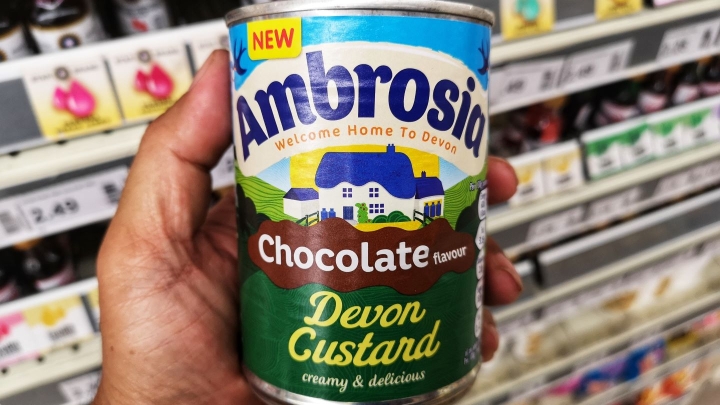 NEW
Ambrosia
Welcome Home To Devon
Chocolate flavour
Devon
Custard
creamy & delicious
2.49